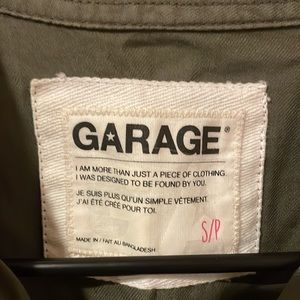 GARAGE®
I AM MORE THAN JUST A PIECE OF CLOTHING.
I WAS DESIGNED TO BE FOUND BY YOU.
JE SUIS PLUS QU'UN SIMPLE VÊTEMENT.
J'AI ÉTÉ CRÉÉ POUR TOI.
S/P
MADE IN / FAIT AU BANGLADESH